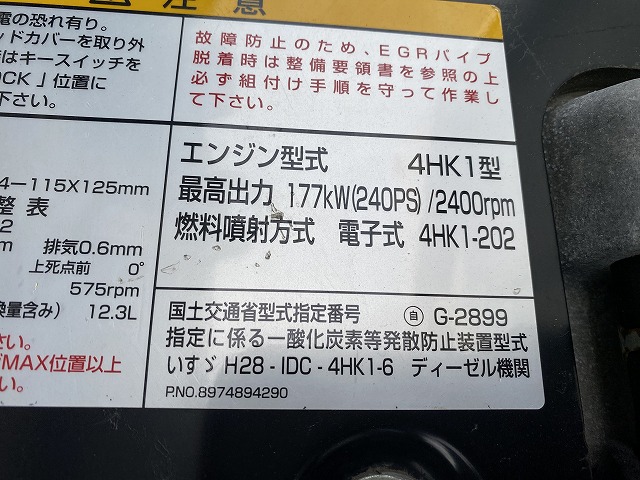 注意
電の恐れ有り。
ッドカバーを取り外
はキースイッチを
OCK」位置に
下さい。
故障防止のため、EGRパイプ
脱着時は整備要領書を参照の上
必ず組付け手順を守って作業し
て下さい。
エンジン型式 4HK1型
最高出力 177kW(240PS) /2400rpm
燃料噴射方式 電子式 4HK1-202
4-115X125mm
整 表
2
m 排気0.6mm
上死点前 0°
575rpm
換量含み) 12.3L
さい。
MAX位置以上
国土交通省型式指定番号 自 G-2899
指定に係る一酸化炭素等発散防止装置型式
いすゞ H28 - IDC - 4HK1-6 ディーゼル機関
P.NO.8974894290